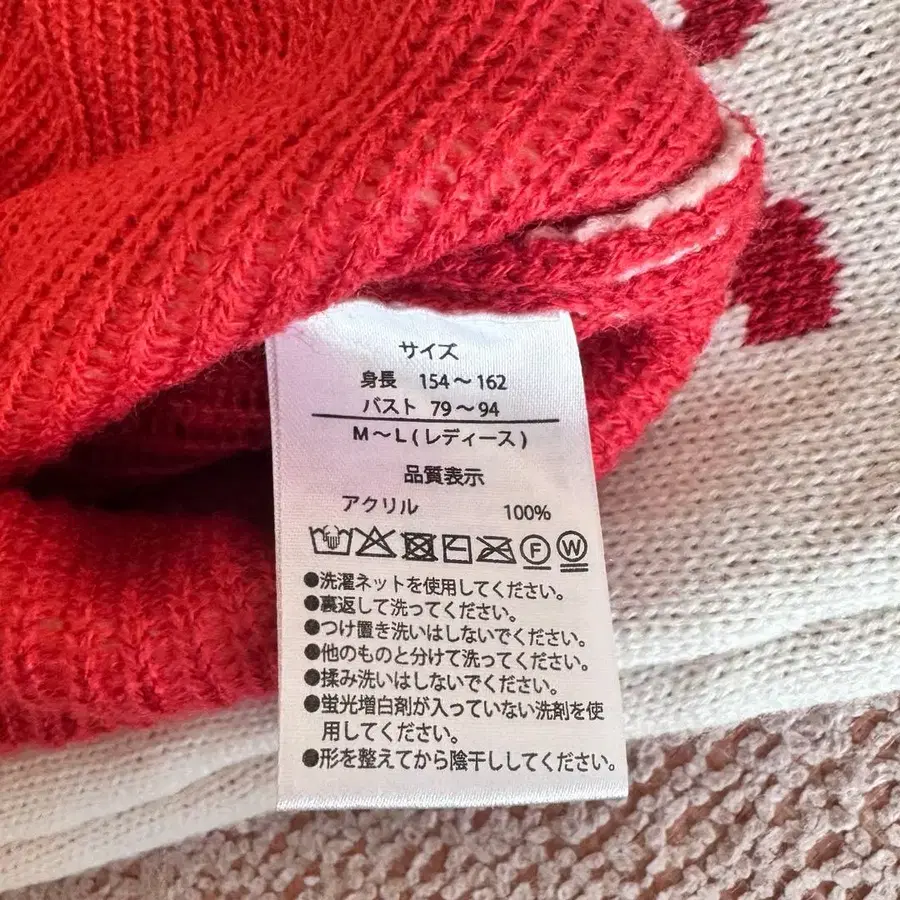 サイズ
身長 154～162
バスト 79～94
M～L(レディース)
品質表示
アクリル 100%
F W
●洗濯ネットを使用してください。
●裏返して洗ってください。
●つけ置き洗いはしないでください。
●他のものと分けて洗ってください。
●揉み洗いはしないでください。
●蛍光増白剤が入っていない洗剤を使
用してください。
●形を整えてから陰干ししてください。